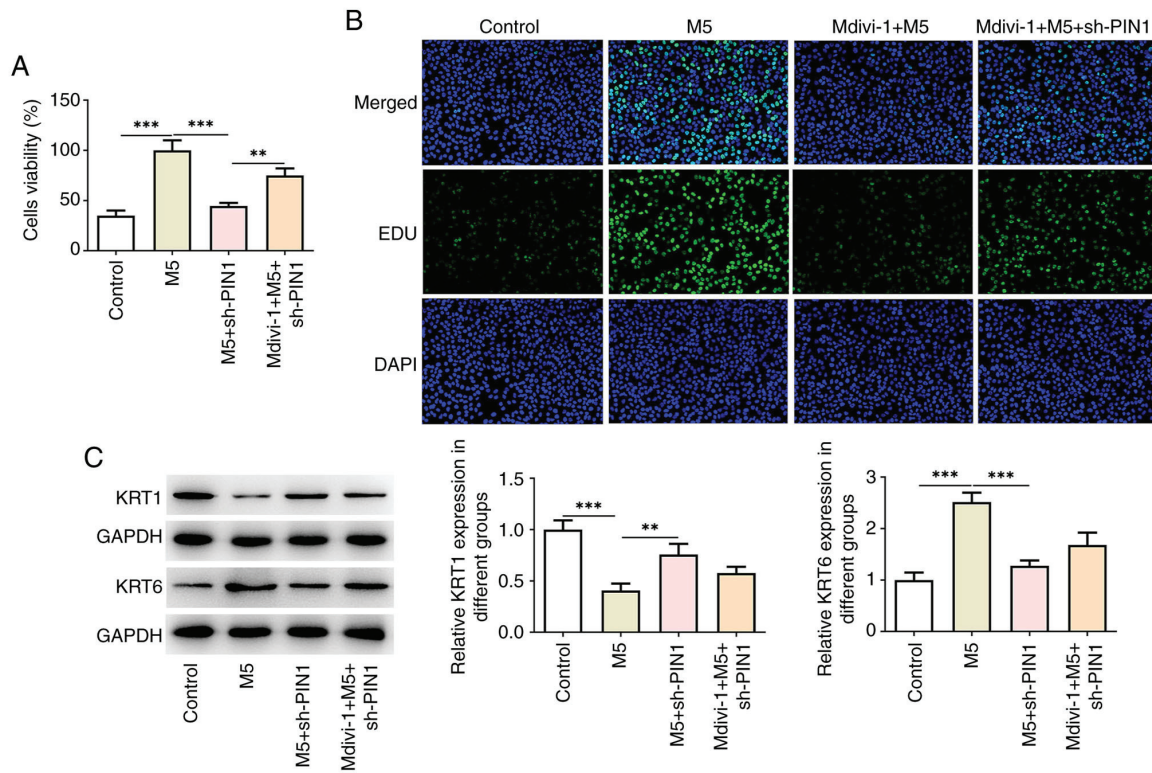 A
Cells viability (%)
150
100
50
0
***
***
**
Control
M5
M5+sh-PIN1
Mdivi-1+M5+
sh-PIN1
B
Control
M5
Mdivi-1+M5
Mdivi-1+M5+sh-PIN1
Merged
EDU
DAPI
C
KRT1
GAPDH
KRT6
GAPDH
Control
M5
M5+sh-PIN1
Mdivi-1+M5+
sh-PIN1
Relative KRT1 expression in
different groups
1.5
1.0
0.5
0.0
***
**
Control
M5
M5+sh-PIN1
Mdivi-1+M5+
sh-PIN1
Relative KRT6 expression in
different groups
3
2
1
0
***
***
Control
M5
M5+sh-PIN1
Mdivi-1+M5+
sh-PIN1